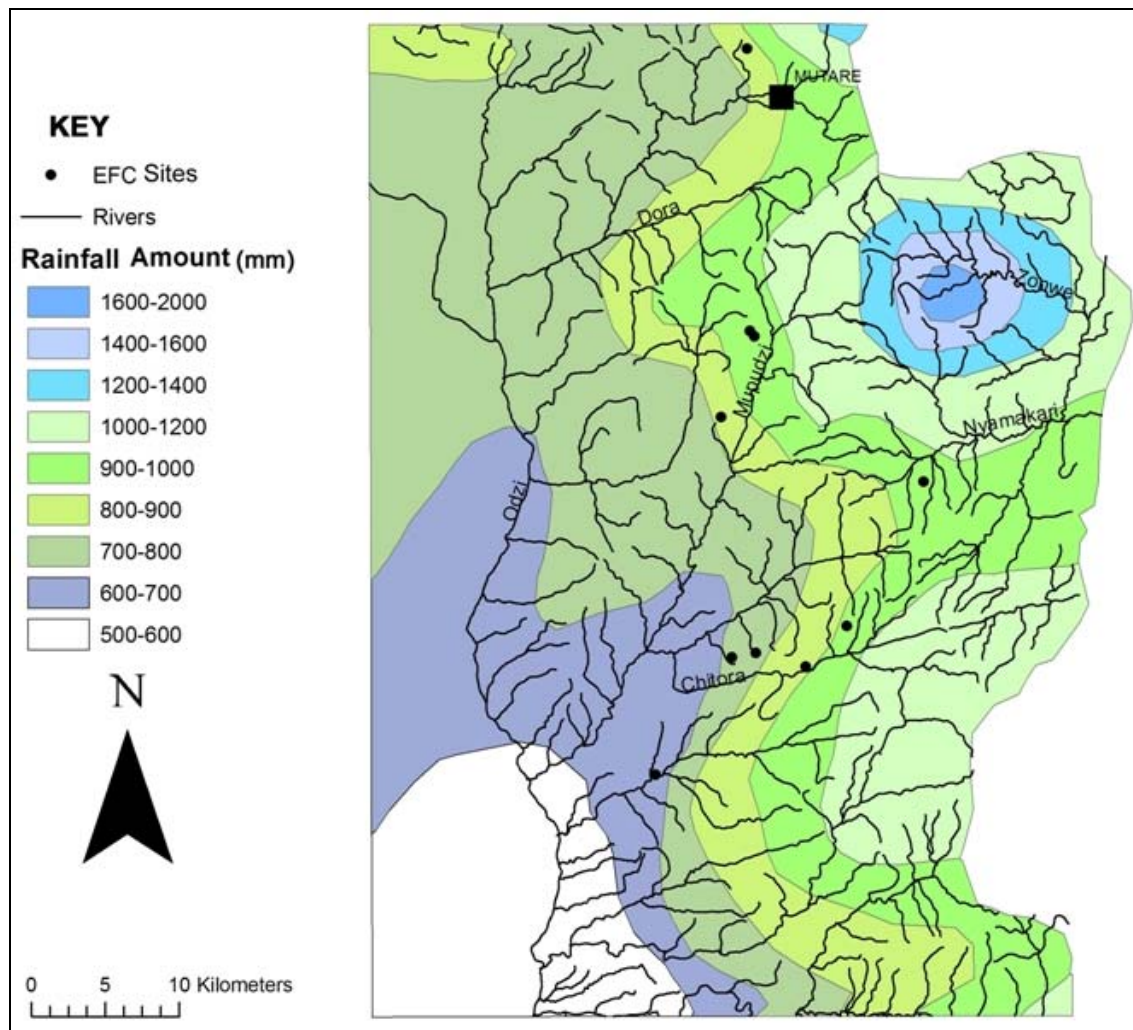 KEY
EFC Sites
Rivers
Rainfall Amount (mm)
1600-2000
1400-1600
1200-1400
1000-1200
900-1000
800-900
700-800
600-700
500-600
N
0 5 10 Kilometers
MUTARE
Dora
Zonwe
Mupudzi
Nyamakari
Odzi
Chitora